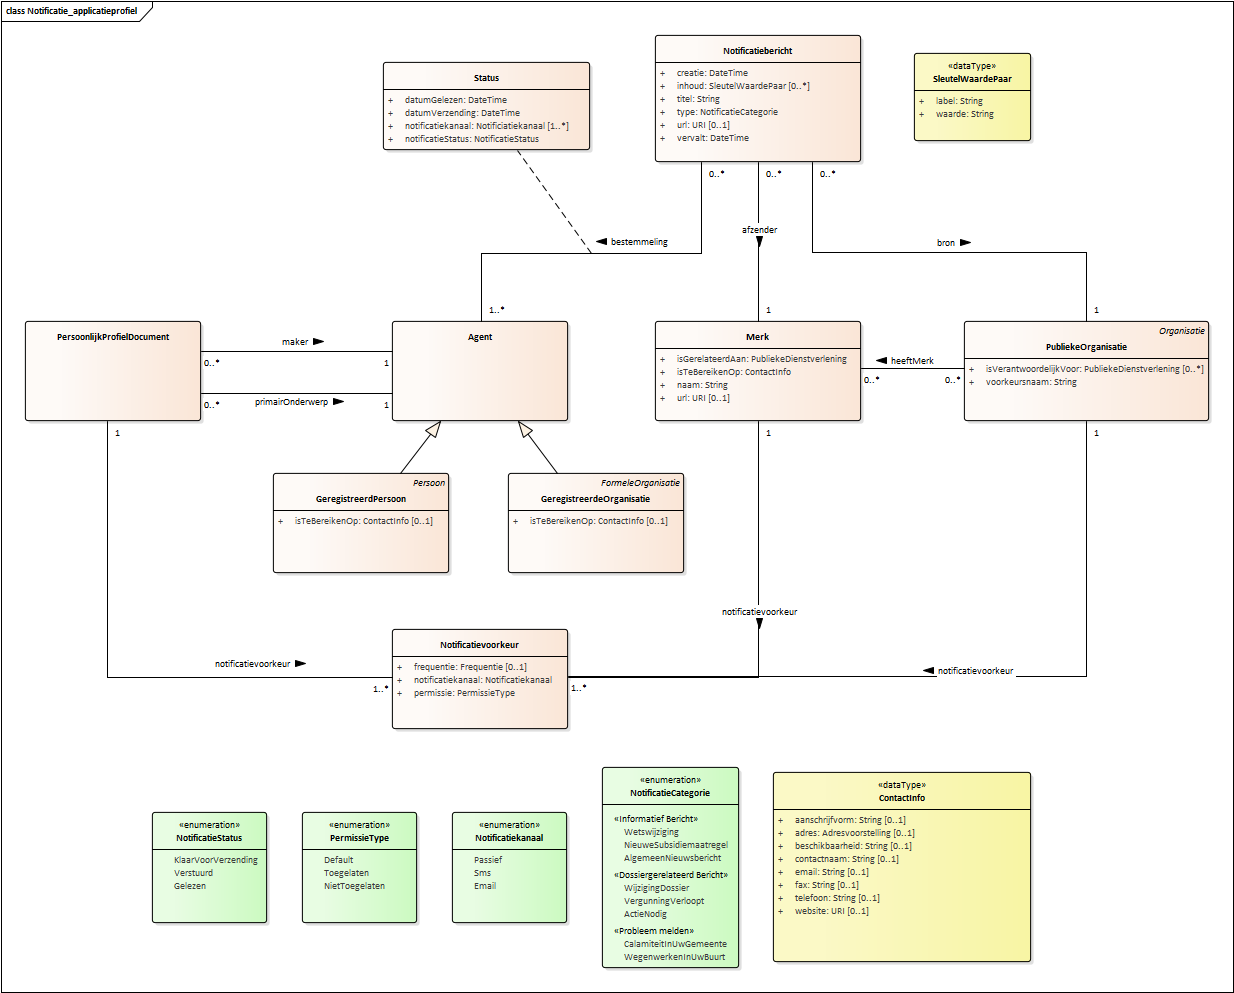 class Notificatie_applicatieprofiel
Status
+ datumGelezen: DateTime
+ datumVerzending: DateTime
+ notificatiekanaal: Notificiatiekanaal [1..*]
+ notificatieStatus: NotificatieStatus
Notificatiebericht
+ creatie: DateTime
+ inhoud: SleutelWaardePaar [0..*]
+ titel: String
+ type: NotificatieCategorie
+ url: URI [0..1]
+ vervalt: DateTime
«dataType»
SleutelWaardePaar
+ label: String
+ waarde: String
0..*
0..*
0..*
afzender
bestemmeling
bron
1..*
1
1
PersoonlijkProfielDocument
maker
0..*
1
primairOnderwerp
0..*
1
1
Agent
Merk
+ isGerelateerdAan: PubliekeDienstverlening
+ isTeBereikenOp: ContactInfo
+ naam: String
+ url: URI [0..1]
1
heeftMerk
0..*
0..*
Organisatie
PubliekeOrganisatie
+ isVerantwoordelijkVoor: PubliekeDienstverlening [0..*]
+ voorkeursnaam: String
1
Persoon
GeregistreerdPersoon
+ isTeBereikenOp: ContactInfo [0..1]
FormeleOrganisatie
GeregistreerdeOrganisatie
+ isTeBereikenOp: ContactInfo [0..1]
notificatievoorkeur
notificatievoorkeur
1..*
Notificatievoorkeur
+ frequentie: Frequentie [0..1]
+ notificatiekanaal: Notificatiekanaal
+ permissie: PermissieType
1..*
notificatievoorkeur
«enumeration»
NotificatieStatus
KlaarVoorVerzending
Verstuurd
Gelezen
«enumeration»
PermissieType
Default
Toegelaten
NietToegelaten
«enumeration»
Notificatiekanaal
Passief
Sms
Email
«enumeration»
NotificatieCategorie
«Informatief Bericht»
Wetswijziging
NieuweSubsidiemaatregel
AlgemeenNieuwsbericht
«Dossiergerelateerd Bericht»
WijzigingDossier
VergunningVerloopt
ActieNodig
«Probleem melden»
CalamiteitInUwGemeente
WegenwerkenInUwBuurt
«dataType»
ContactInfo
+ aanschrijfvorm: String [0..1]
+ adres: Adresvoorstelling [0..1]
+ beschikbaarheid: String [0..1]
+ contactnaam: String [0..1]
+ email: String [0..1]
+ fax: String [0..1]
+ telefoon: String [0..1]
+ website: URI [0..1]